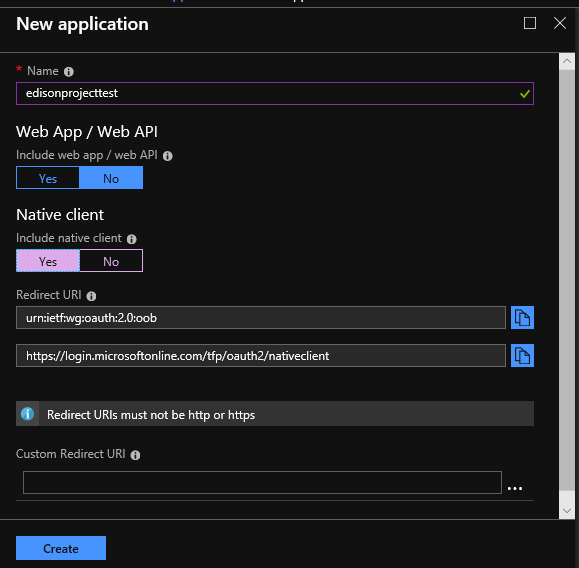 New application
* Name
edisonprojecttest
Web App / Web API
Include web app / web API
Yes No
Native client
Include native client
Yes No
Redirect URI
urn:ietf:wg:oauth:2.0:oob
https://login.microsoftonline.com/tfp/oauth2/nativeclient
Redirect URIs must not be http or https
Custom Redirect URI
...
Create